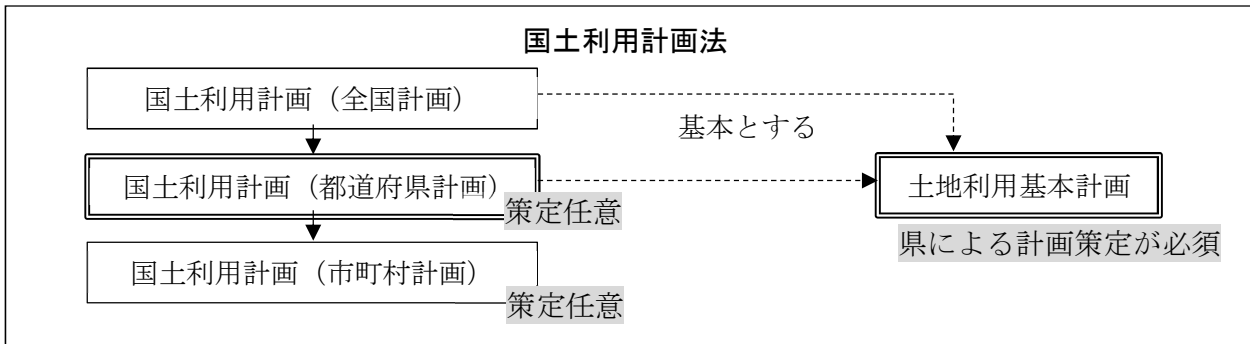 国土利用計画法
国土利用計画（全国計画）
基本とする
国土利用計画（都道府県計画）
策定任意
土地利用基本計画
県による計画策定が必須
国土利用計画（市町村計画）
策定任意